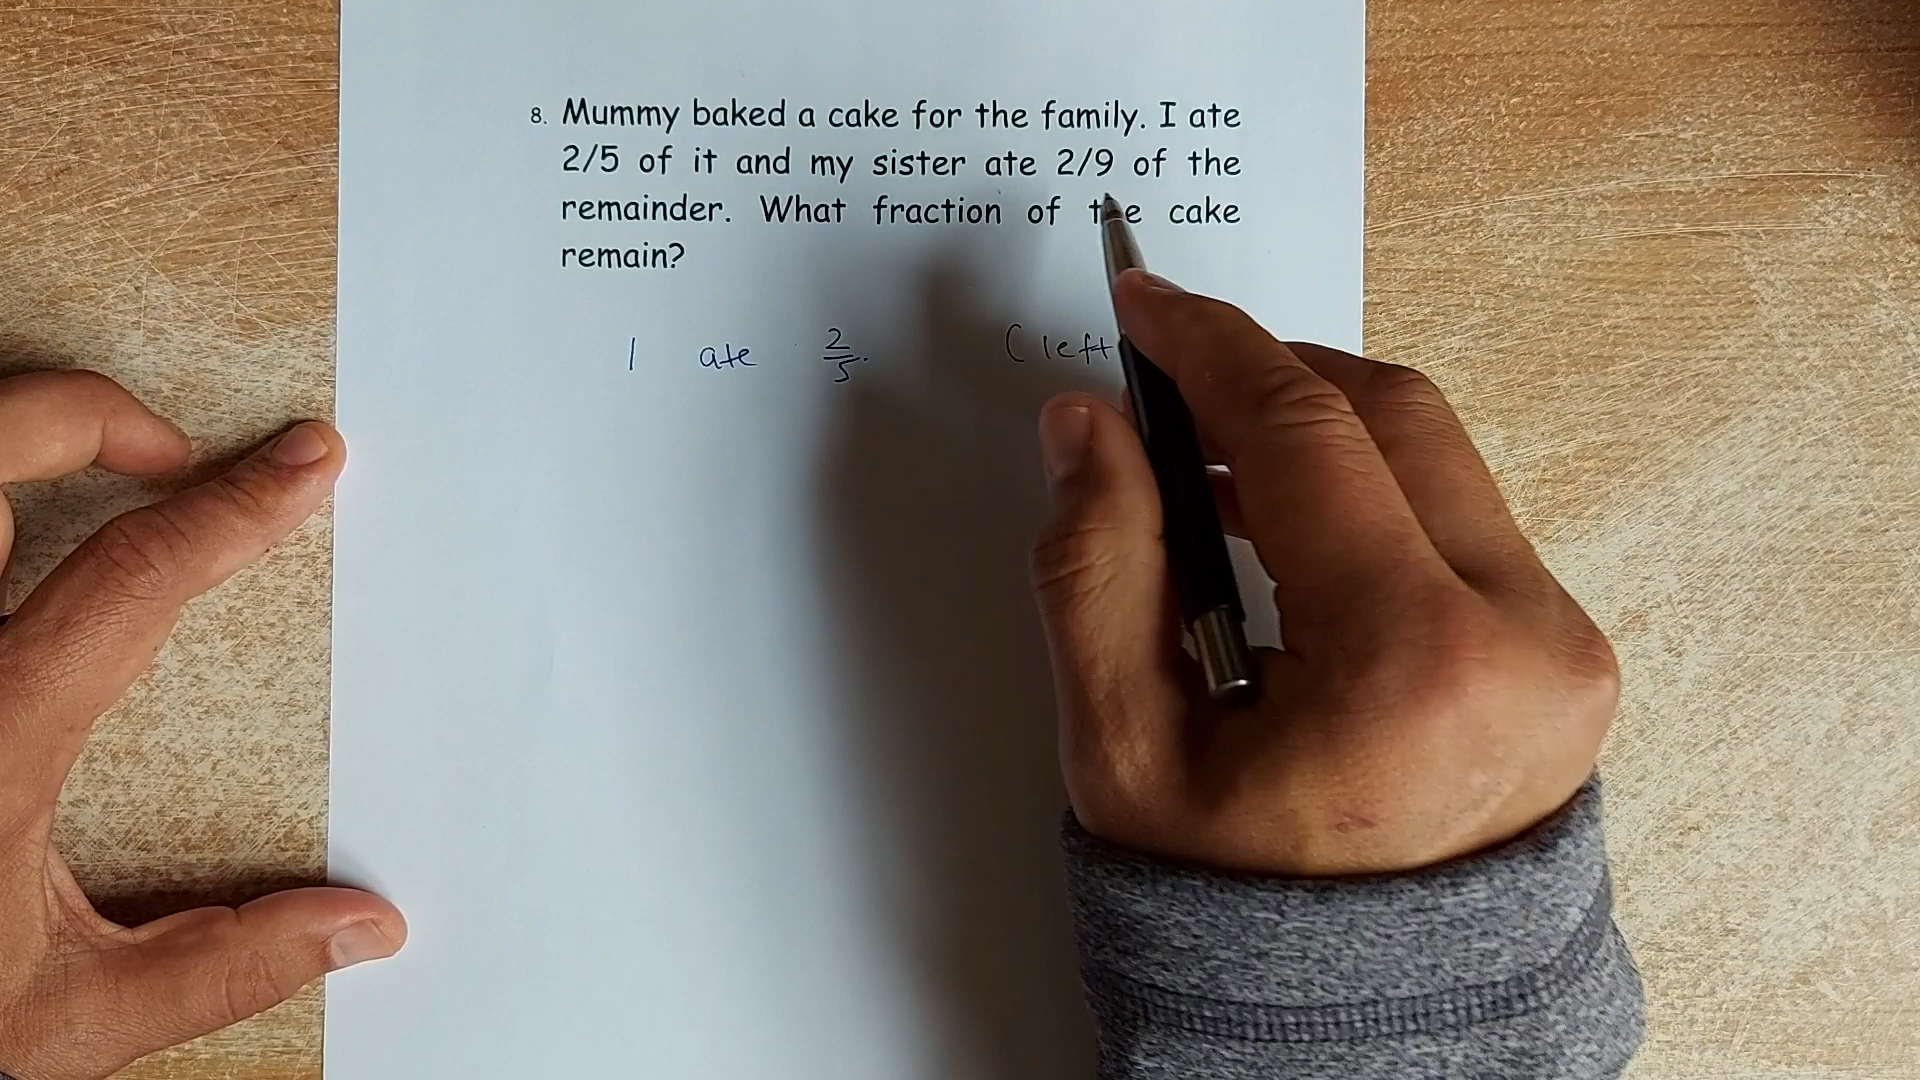 8. Mummy baked a cake for the family. I ate
2/5 of it and my sister ate 2/9 of the
remainder. What fraction of the cake
remain?
I ate 2/5. (left